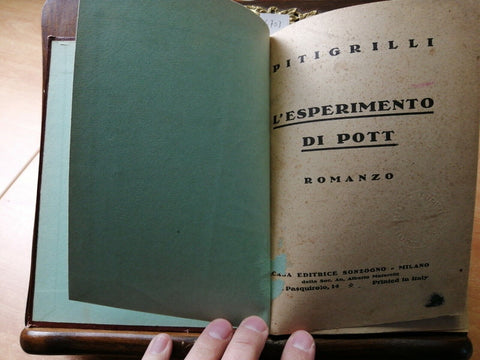 PITIGRILLI
L'ESPERIMENTO
DI POTT
ROMANZO
CASA EDITRICE SONZOGNO - MILANO
della Soc. An. Alberto Matarelli
Pasquirolo, 14 Printed in Italy